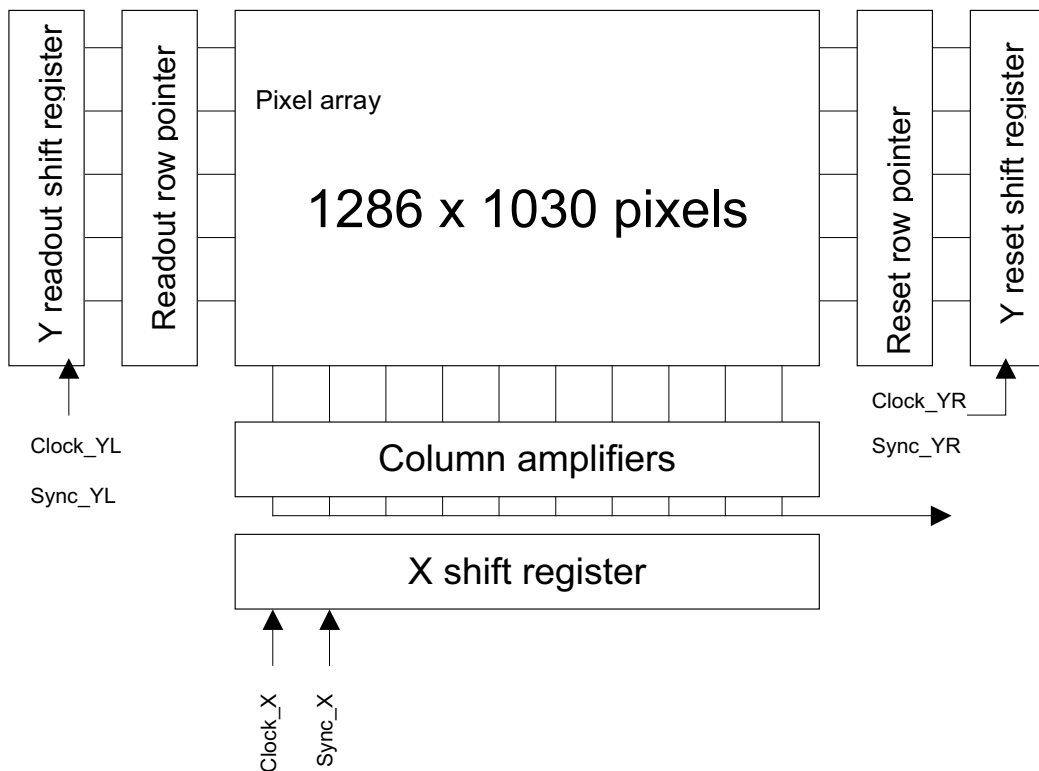 Y readout shift register
Readout row pointer
Pixel array
1286 x 1030 pixels
Reset row pointer
Y reset shift register
Clock_YL
Sync_YL
Clock_YR
Sync_YR
Column amplifiers
X shift register
Clock_X
Sync_X